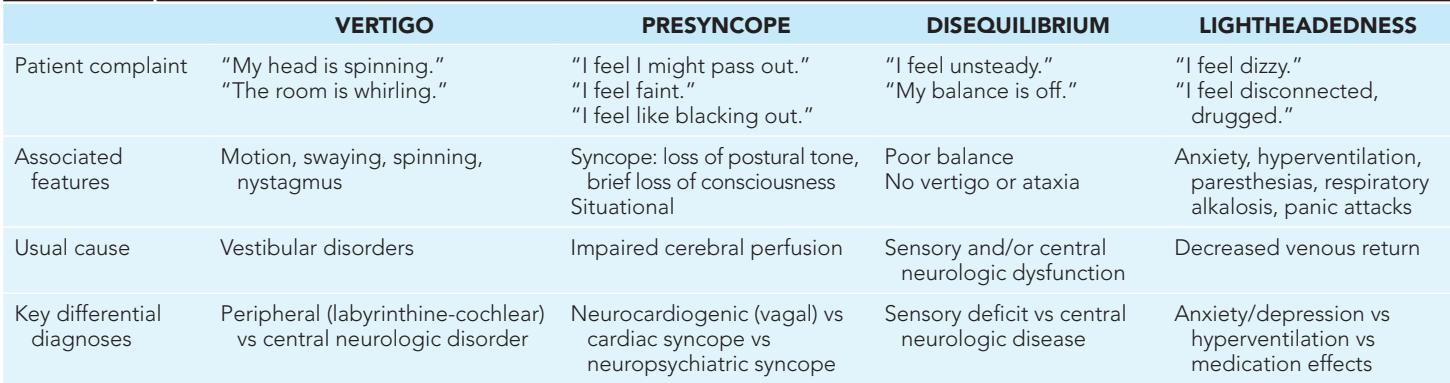 VERTIGO PRESYNCOPE DISEQUILIBRIUM LIGHTHEADEDNESS
Patient complaint "My head is spinning." "I feel I might pass out." "I feel unsteady." "I feel dizzy."
"The room is whirling." "I feel faint." "My balance is off." "I feel disconnected,
"I feel like blacking out." drugged."
Associated Motion, swaying, spinning, Syncope: loss of postural tone, Poor balance Anxiety, hyperventilation,
features nystagmus brief loss of consciousness No vertigo or ataxia paresthesias, respiratory
Situational alkalosis, panic attacks
Usual cause Vestibular disorders Impaired cerebral perfusion Sensory and/or central Decreased venous return
neurologic dysfunction
Key differential Peripheral (labyrinthine-cochlear) Neurocardiogenic (vagal) vs Sensory deficit vs central Anxiety/depression vs
diagnoses vs central neurologic disorder cardiac syncope vs neurologic disease hyperventilation vs
neuropsychiatric syncope medication effects